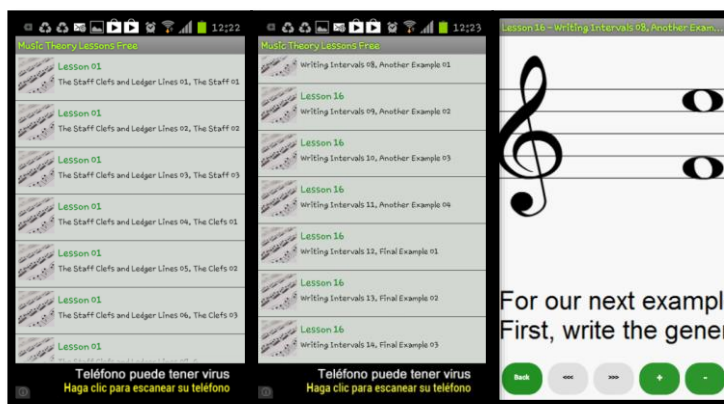 12:22
Music Theory Lessons Free
Lesson 01
The Staff Clefs and Ledger Lines 01, The Staff 01
Lesson 01
The Staff Clefs and Ledger Lines 02, The Staff 02
Lesson 01
The Staff Clefs and Ledger Lines 03, The Staff 03
Lesson 01
The Staff Clefs and Ledger Lines 04, The Clefs 01
Lesson 01
The Staff Clefs and Ledger Lines 05, The Clefs 02
Lesson 01
The Staff Clefs and Ledger Lines 06, The Clefs 03
Lesson 01
Teléfono puede tener virus
Haga clic para escanear su teléfono
12:23
Music Theory Lessons Free
Writing Intervals 08, Another Example 01
Lesson 16
Writing Intervals 09, Another Example 02
Lesson 16
Writing Intervals 10, Another Example 03
Lesson 16
Writing Intervals 11, Another Example 04
Lesson 16
Writing Intervals 12, Final Example 01
Lesson 16
Writing Intervals 13, Final Example 02
Lesson 16
Writing Intervals 14, Final Example 03
Teléfono puede tener virus
Haga clic para escanear su teléfono
Lesson 16 - Writing Intervals 08, Another Exam...
For our next exampl
First, write the gener
Back <<< >>> + -